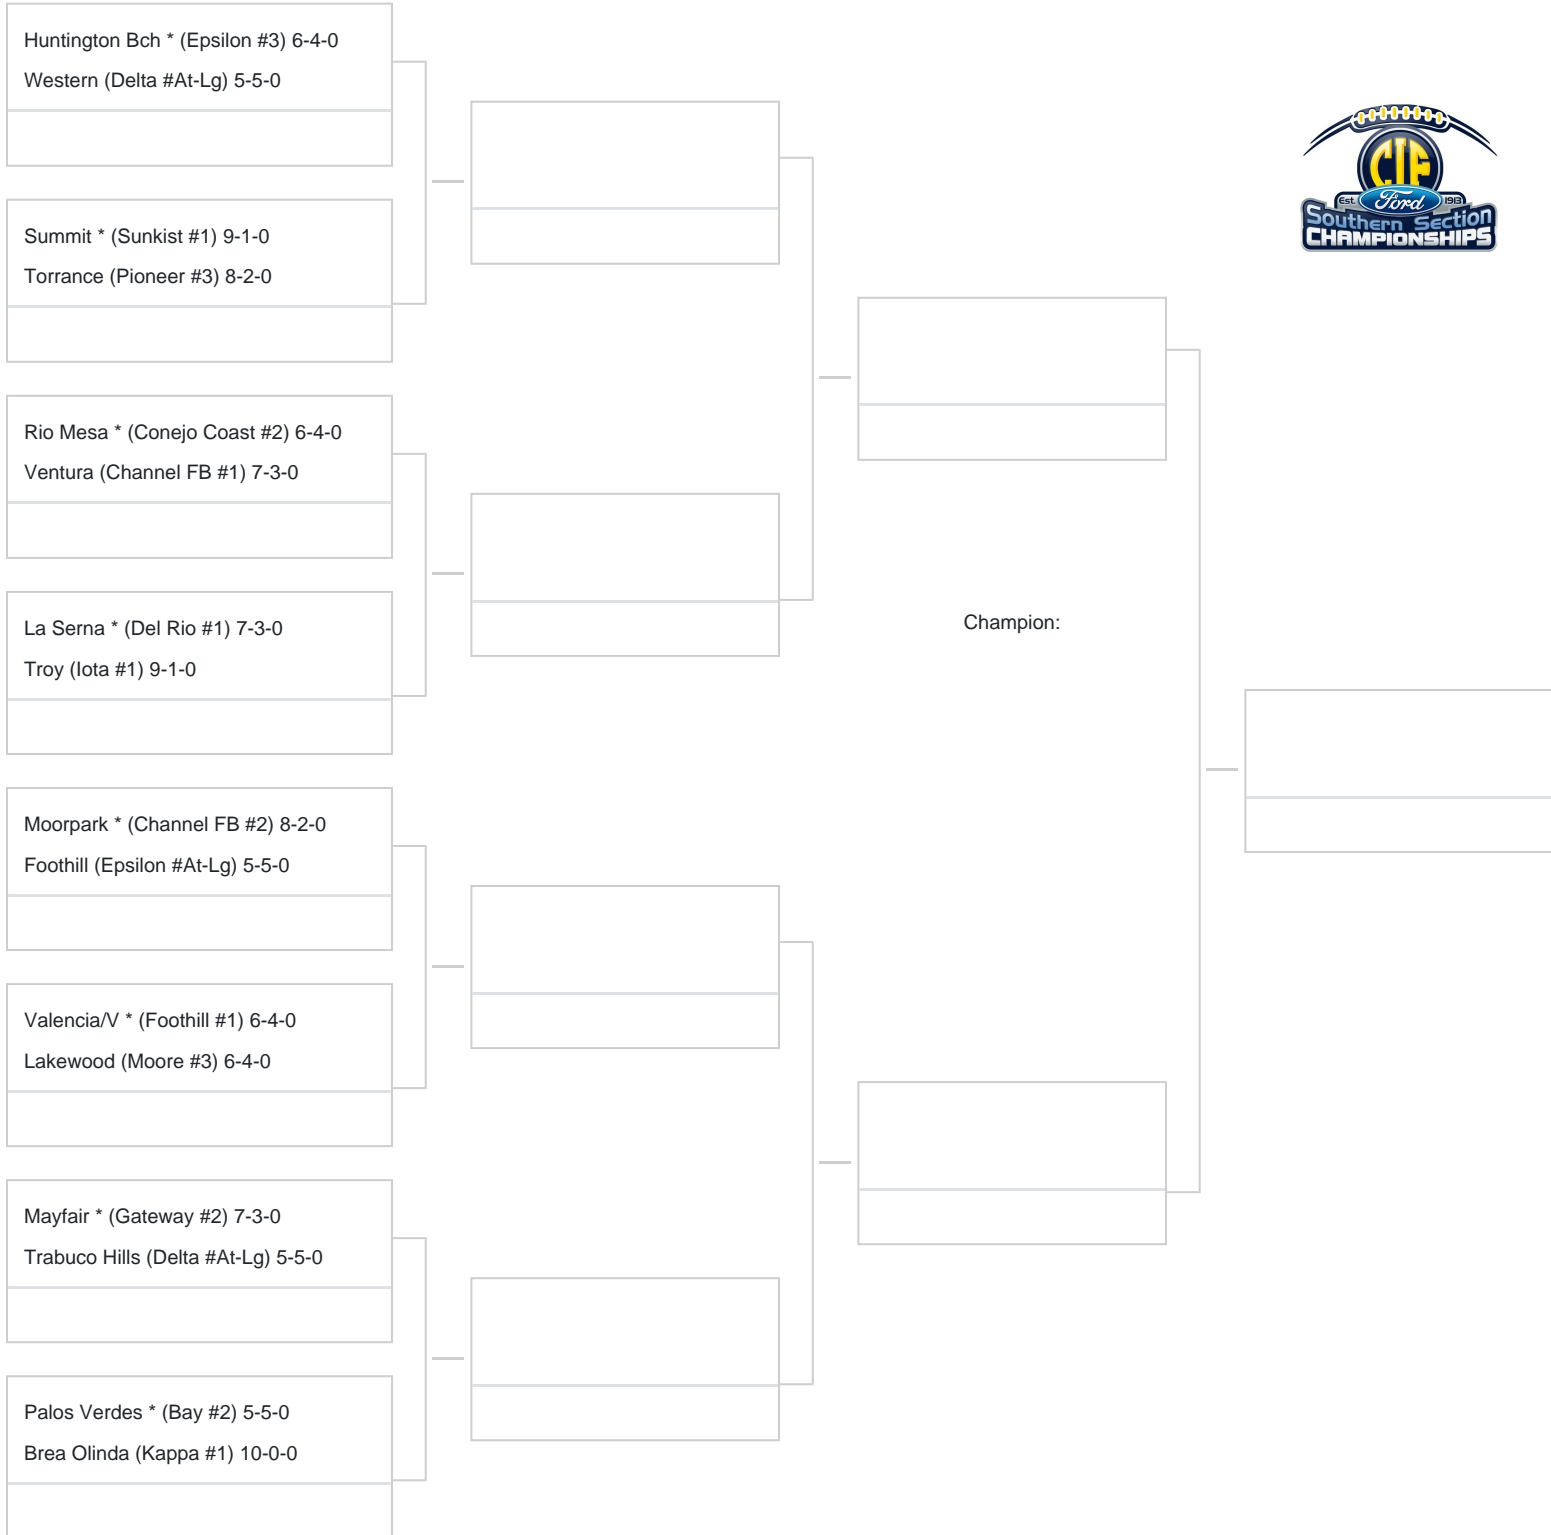 Huntington Bch * (Epsilon #3) 6-4-0
Western (Delta #At-Lg) 5-5-0
CIF
Est. Ford 1913
Southern Section
CHAMPIONSHIPS
Summit * (Sunkist #1) 9-1-0
Torrance (Pioneer #3) 8-2-0
Rio Mesa * (Conejo Coast #2) 6-4-0
Ventura (Channel FB #1) 7-3-0
La Serna * (Del Rio #1) 7-3-0
Troy (Iota #1) 9-1-0
Champion:
Moorpark * (Channel FB #2) 8-2-0
Foothill (Epsilon #At-Lg) 5-5-0
Valencia/V * (Foothill #1) 6-4-0
Lakewood (Moore #3) 6-4-0
Mayfair * (Gateway #2) 7-3-0
Trabuco Hills (Delta #At-Lg) 5-5-0
Palos Verdes * (Bay #2) 5-5-0
Brea Olinda (Kappa #1) 10-0-0